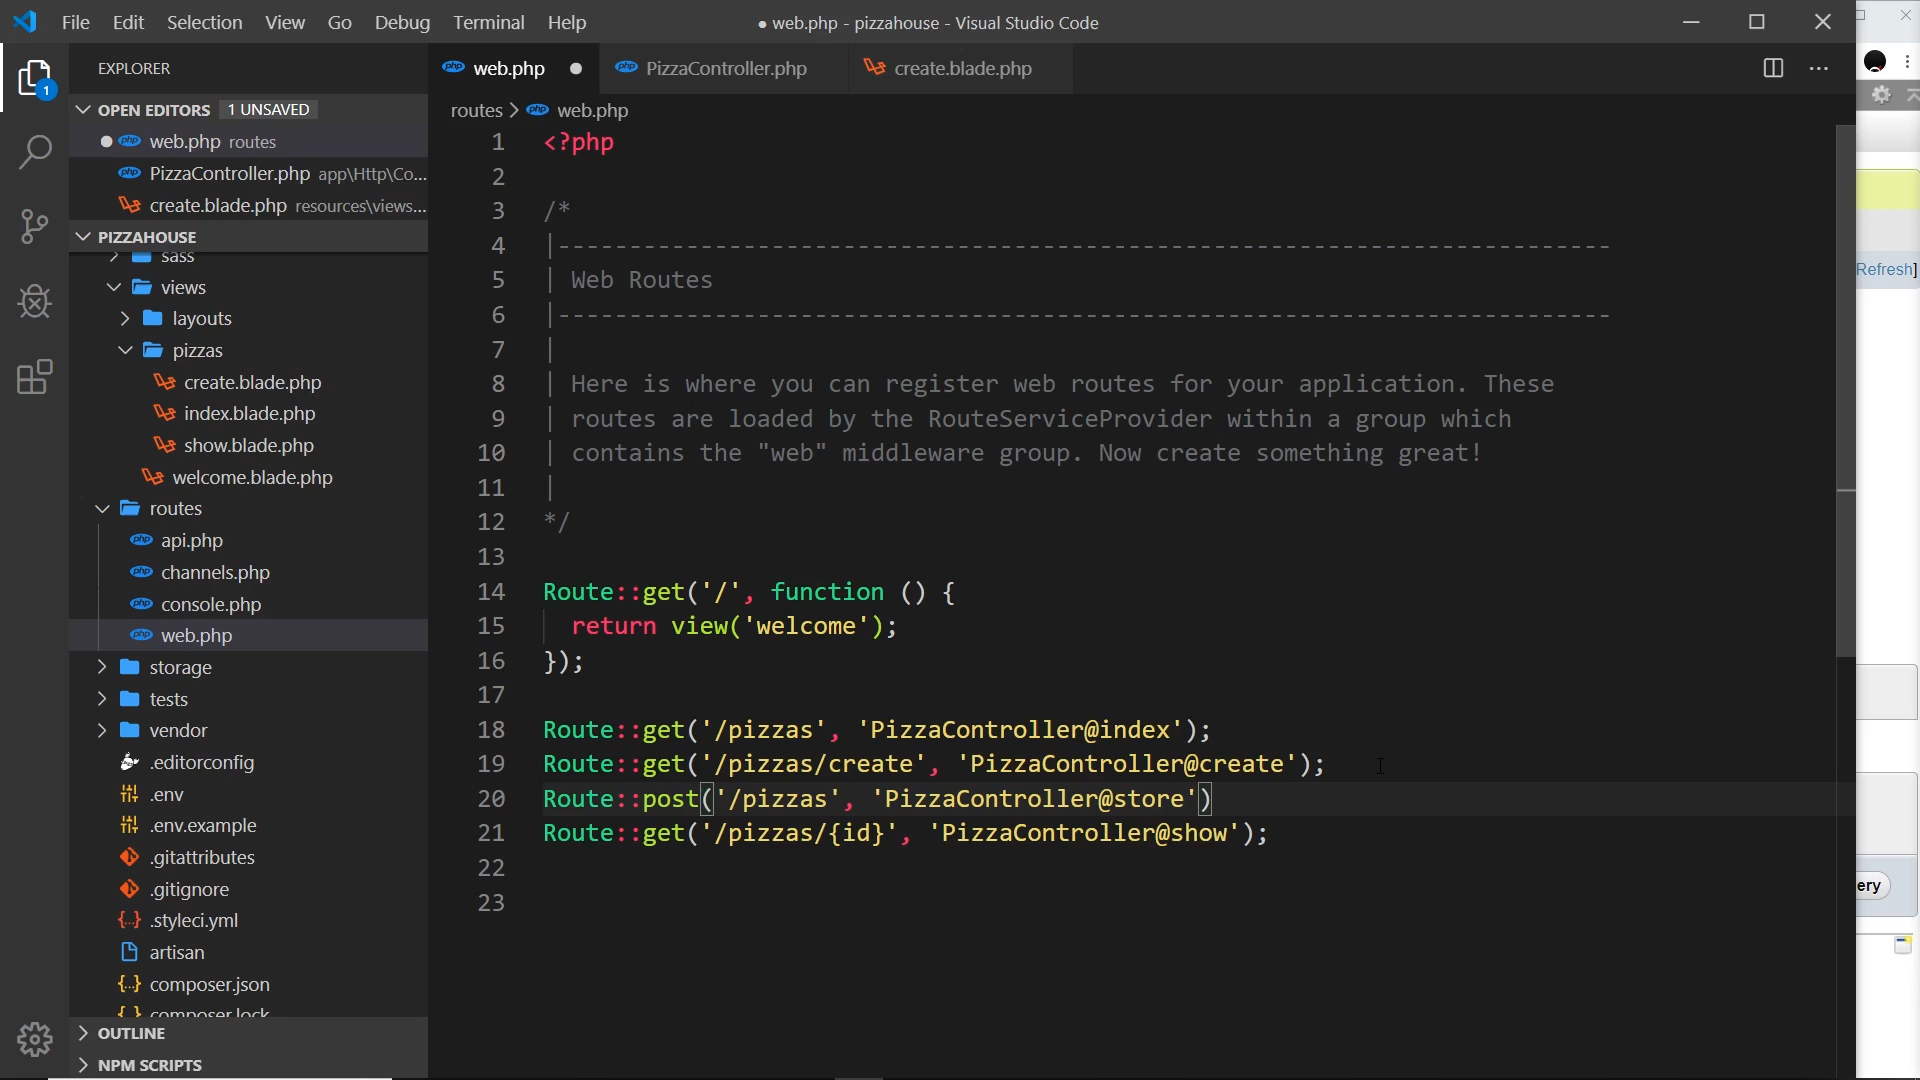 File Edit Selection View Go Debug Terminal Help
● web.php - pizzahouse - Visual Studio Code
EXPLORER
OPEN EDITORS 1 UNSAVED
web.php routes
PizzaController.php app\Http\Co...
create.blade.php resources\views...
PIZZAHOUSE
sass
views
layouts
pizzas
create.blade.php
index.blade.php
show.blade.php
welcome.blade.php
routes
api.php
channels.php
console.php
web.php
storage
tests
vendor
.editorconfig
.env
.env.example
.gitattributes
.gitignore
.styleci.yml
artisan
composer.json
composer.lock
OUTLINE
NPM SCRIPTS
1
web.php
PizzaController.php
create.blade.php
routes > web.php
1 <?php
2
3 /*
4 |--------------------------------------------------------------------------
5 | Web Routes
6 |--------------------------------------------------------------------------
7 |
8 | Here is where you can register web routes for your application. These
9 | routes are loaded by the RouteServiceProvider within a group which
10 | contains the "web" middleware group. Now create something great!
11 |
12 */
13
14 Route::get('/', function () {
15 return view('welcome');
16 });
17
18 Route::get('/pizzas', 'PizzaController@index');
19 Route::get('/pizzas/create', 'PizzaController@create');
20 Route::post('/pizzas', 'PizzaController@store')
21 Route::get('/pizzas/{id}', 'PizzaController@show');
22
23
Refresh]
ery